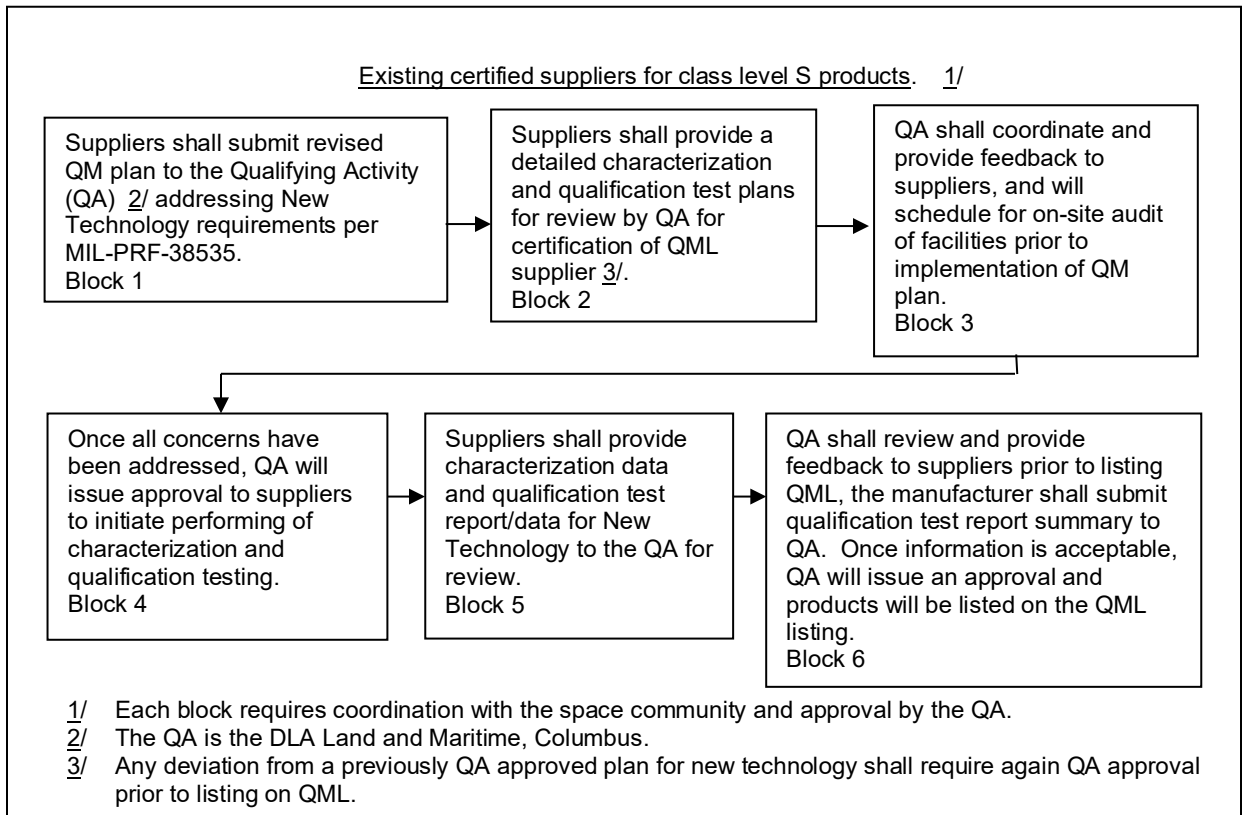 Existing certified suppliers for class level S products. 1/
Suppliers shall submit revised
QM plan to the Qualifying Activity
(QA) 2/ addressing New
Technology requirements per
MIL-PRF-38535.
Block 1
Suppliers shall provide a
detailed characterization
and qualification test plans
for review by QA for
certification of QML
supplier 3/.
Block 2
QA shall coordinate and
provide feedback to
suppliers, and will
schedule for on-site audit
of facilities prior to
implementation of QM
plan.
Block 3
Once all concerns have
been addressed, QA will
issue approval to suppliers
to initiate performing of
characterization and
qualification testing.
Block 4
Suppliers shall provide
characterization data
and qualification test
report/data for New
Technology to the QA for
review.
Block 5
QA shall review and provide
feedback to suppliers prior to listing
QML, the manufacturer shall submit
qualification test report summary to
QA. Once information is acceptable,
QA will issue an approval and
products will be listed on the QML
listing.
Block 6
1/ Each block requires coordination with the space community and approval by the QA.
2/ The QA is the DLA Land and Maritime, Columbus.
3/ Any deviation from a previously QA approved plan for new technology shall require again QA approval
prior to listing on QML.